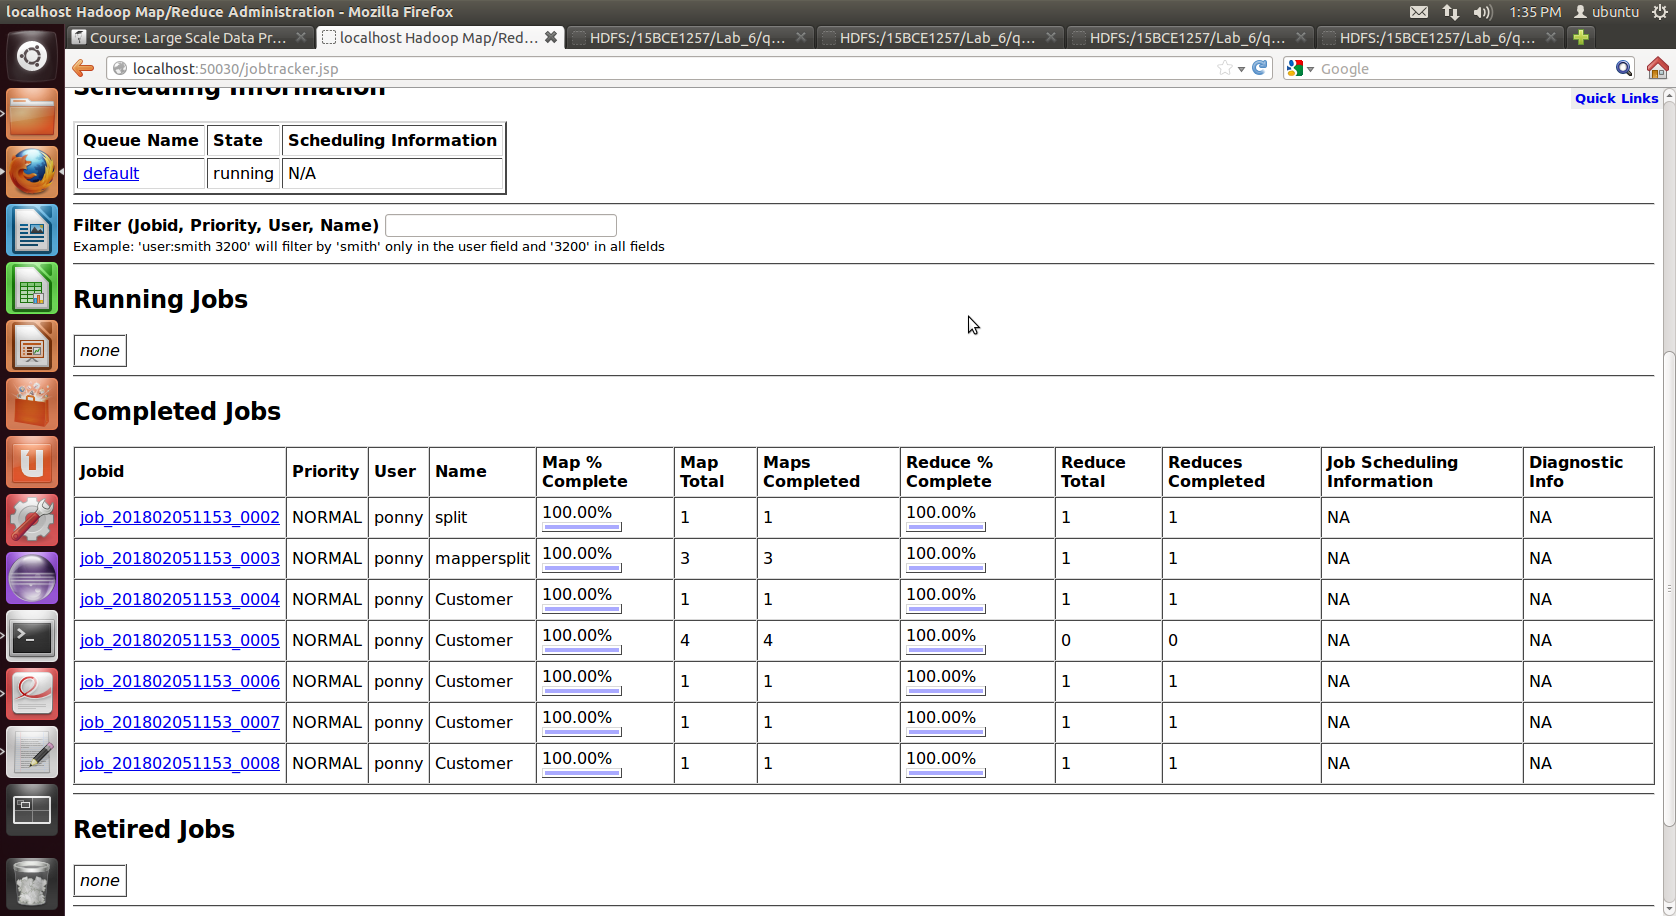 localhost Hadoop Map/Reduce Administration - Mozilla Firefox
1:35 PM ubuntu
Course: Large Scale Data Pr...
localhost Hadoop Map/Red...
HDFS:/15BCE1257/Lab_6/q...
HDFS:/15BCE1257/Lab_6/q...
HDFS:/15BCE1257/Lab_6/q...
HDFS:/15BCE1257/Lab_6/q...
localhost:50030/jobtracker.jsp
Google
Scheduling Information
Quick Links
Queue Name State Scheduling Information
default running N/A
Filter (Jobid, Priority, User, Name)
Example: 'user:smith 3200' will filter by 'smith' only in the user field and '3200' in all fields
Running Jobs
none
Completed Jobs
Jobid Priority User Name Map % Complete Map Total Maps Completed Reduce % Complete Reduce Total Reduces Completed Job Scheduling Information Diagnostic Info
job_201802051153_0002 NORMAL ponny split 100.00% 1 1 100.00% 1 1 NA NA
job_201802051153_0003 NORMAL ponny mappersplit 100.00% 3 3 100.00% 1 1 NA NA
job_201802051153_0004 NORMAL ponny Customer 100.00% 1 1 100.00% 1 1 NA NA
job_201802051153_0005 NORMAL ponny Customer 100.00% 4 4 100.00% 0 0 NA NA
job_201802051153_0006 NORMAL ponny Customer 100.00% 1 1 100.00% 1 1 NA NA
job_201802051153_0007 NORMAL ponny Customer 100.00% 1 1 100.00% 1 1 NA NA
job_201802051153_0008 NORMAL ponny Customer 100.00% 1 1 100.00% 1 1 NA NA
Retired Jobs
none